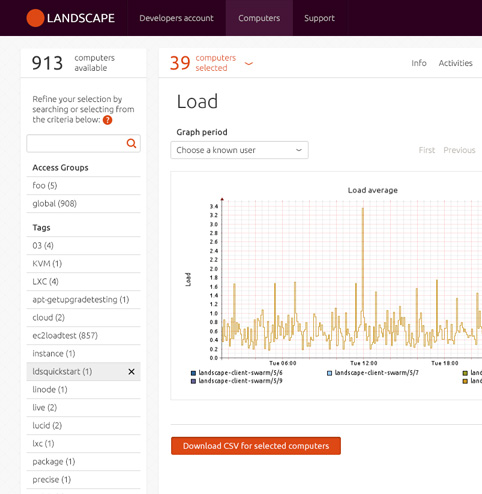 LANDSCAPE
Developers account
Computers
Support
913 computers
available
39 computers
selected
Info
Activities
Refine your selection by
searching or selecting from
the criteria below: ?
Access Groups
foo (5)
global (908)
Tags
03 (4)
KVM (1)
LXC (4)
apt-getupgradetesting (1)
cloud (2)
ec2loadtest (857)
instance (1)
ldsquickstart (1)
linode (1)
live (2)
lucid (2)
lxc (1)
package (1)
precise (1)
Load
Graph period
Choose a known user
First Previous
Load average
Load
3.4
3.2
3.0
2.8
2.6
2.4
2.2
2.0
1.8
1.6
1.4
1.2
1.0
0.8
0.6
0.4
0.2
0.0
Tue 06:00 Tue 12:00 Tue 18:00
landscape-client-swarm/5/6 landscape-client-swarm/5/7 lan
landscape-client-swarm/5/9 lan
Download CSV for selected computers